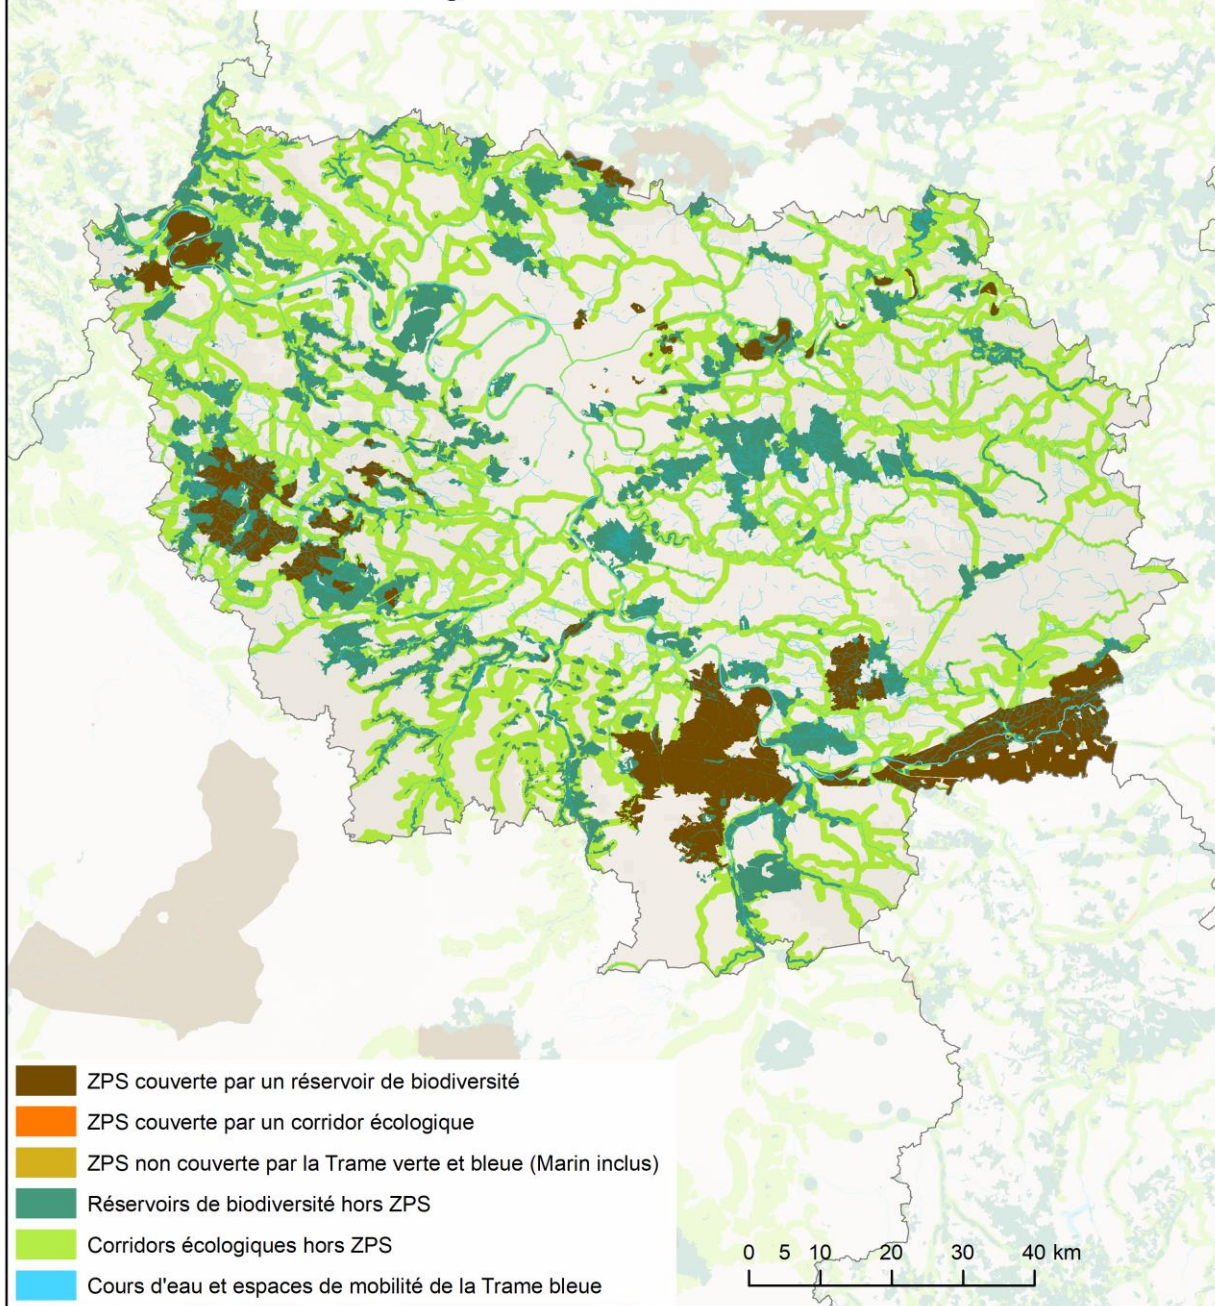 ZPS couverte par un réservoir de biodiversité
ZPS couverte par un corridor écologique
ZPS non couverte par la Trame verte et bleue (Marin inclus)
Réservoirs de biodiversité hors ZPS
Corridors écologiques hors ZPS
Cours d'eau et espaces de mobilité de la Trame bleue
0 5 10 20 30 40 km